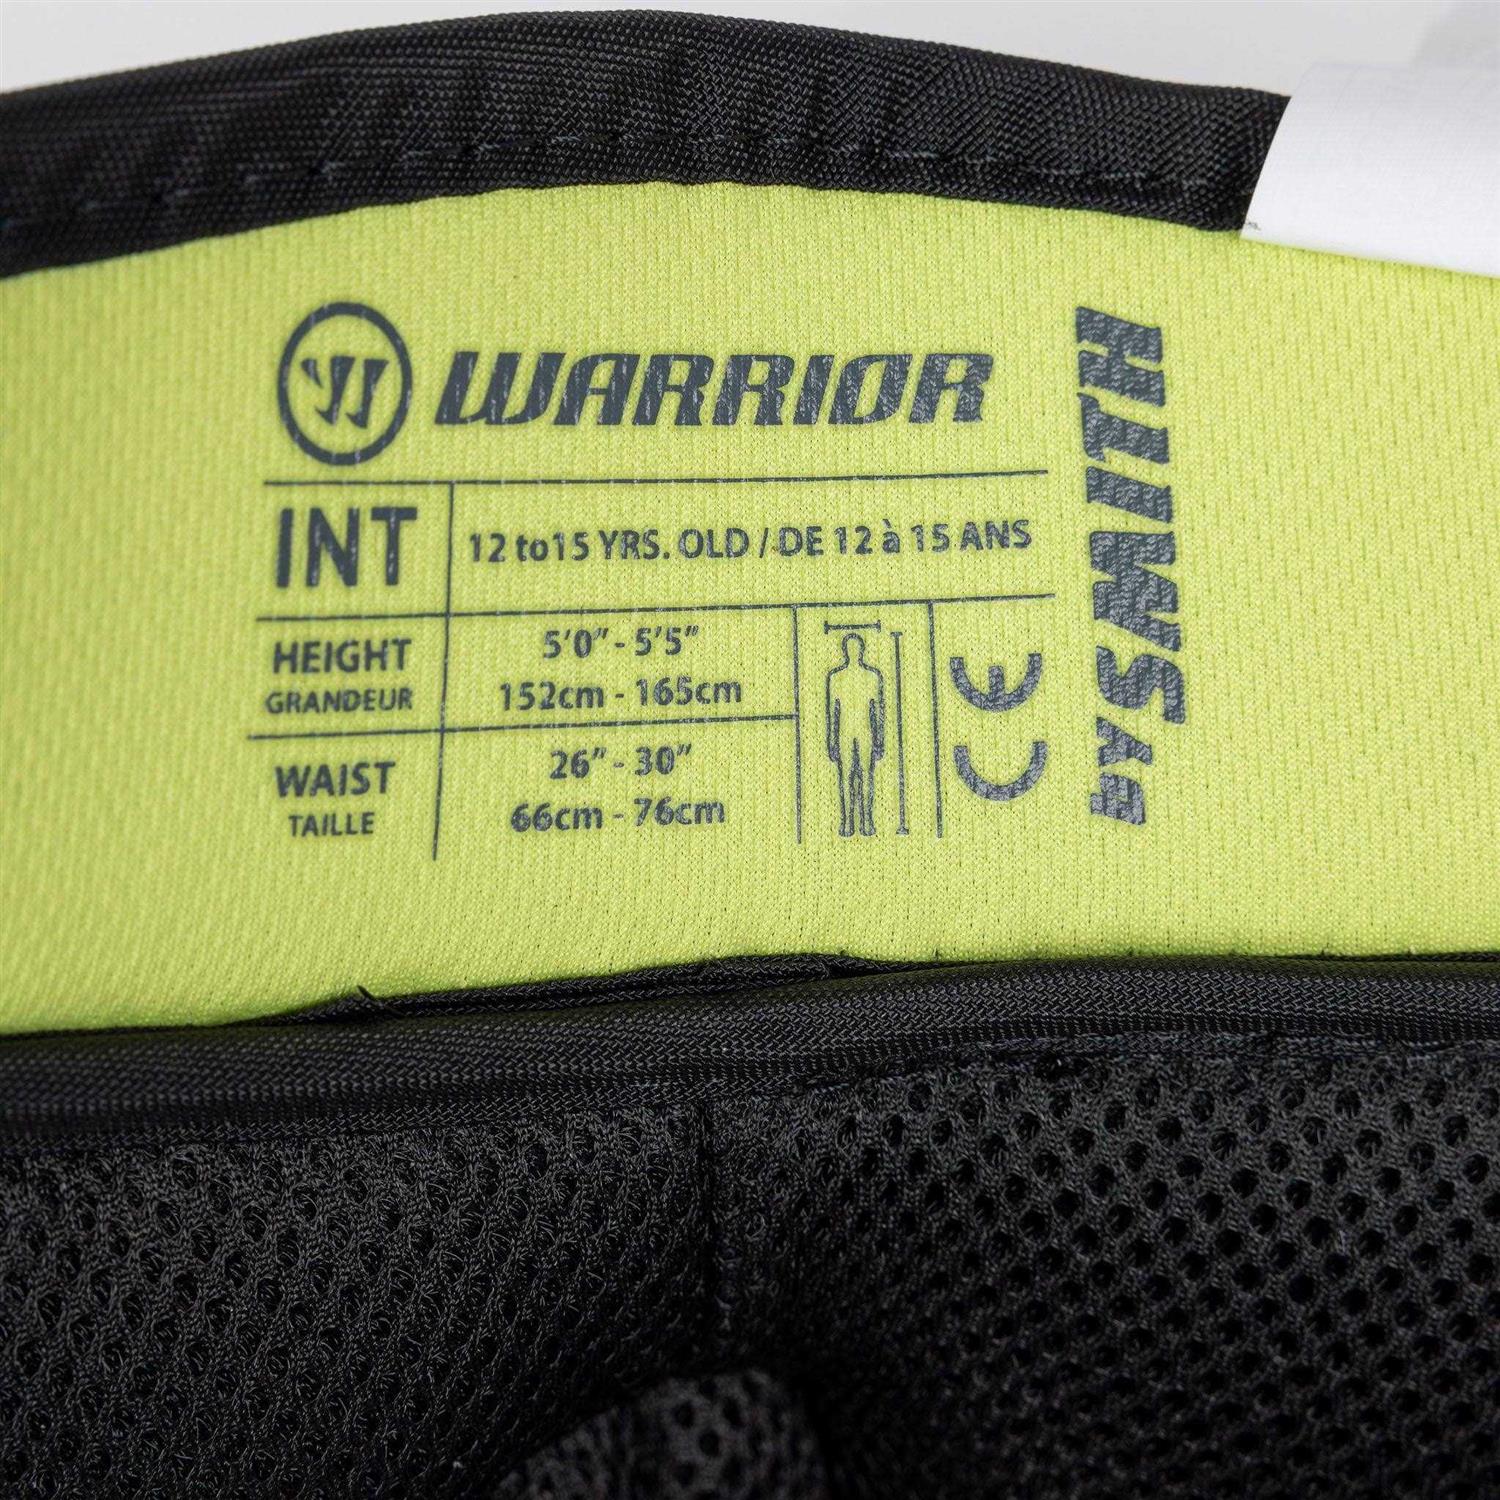 WARRIOR
INT
12 to15 YRS. OLD / DE 12 à 15 ANS
HEIGHT
GRANDEUR
5'0" - 5'5"
152cm - 165cm
WAIST
TAILLE
26" - 30"
66cm - 76cm
CE
BY SMITH